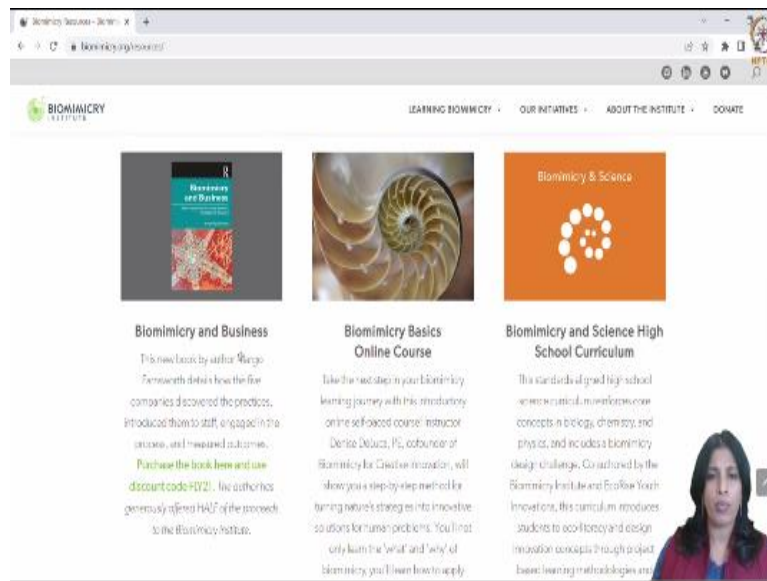 Biomimicry Resources - Biomimi x +
biomimicry.org/resources/
BIOMIMICRY
INSTITUTE
LEARNING BIOMIMICRY
OUR INITIATIVES
ABOUT THE INSTITUTE
DONATE
Biomimicry
and Business
Biomimicry & Science
Biomimicry and Business
This new book by author Margo
Farnsworth details how the five
companies discovered the practices,
introduced them to staff, engaged in the
process, and measured outcomes.
Purchase the book here and use
discount code FLY21. The author has
generously offered HALF of the proceeds
to the Biomimicry Institute.
Biomimicry Basics
Online Course
Take the next step in your biomimicry
learning journey with this introductory
online self-paced course! Instructor
Denise DeLuca, PE, cofounder of
Biomimicry for Creative Innovation, will
show you a step-by-step method for
turning nature's strategies into innovative
solutions for human problems. You'll not
only learn the 'what' and 'why' of
biomimicry, you'll learn how to apply
Biomimicry and Science High
School Curriculum
This standards aligned high school
science curriculum reinforces core
concepts in biology, chemistry, and
physics, and includes a biomimicry
design challenge. Co-authored by the
Biomimicry Institute and EcoRise Youth
Innovations, this curriculum introduces
students to eco-literacy and design
innovation concepts through project
based learning methodologies and